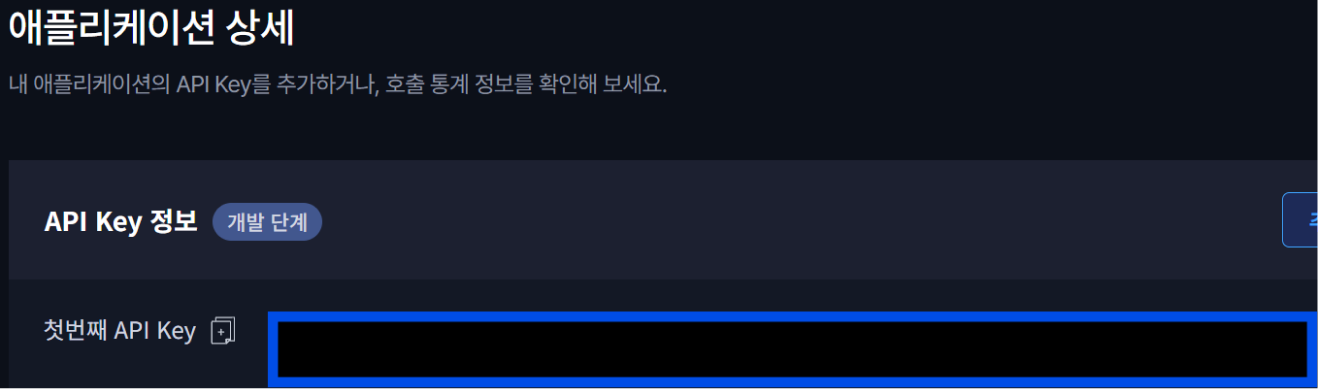 애플리케이션 상세
내 애플리케이션의 API Key를 추가하거나, 호출 통계 정보를 확인해 보세요.
API Key 정보 개발 단계
첫번째 API Key